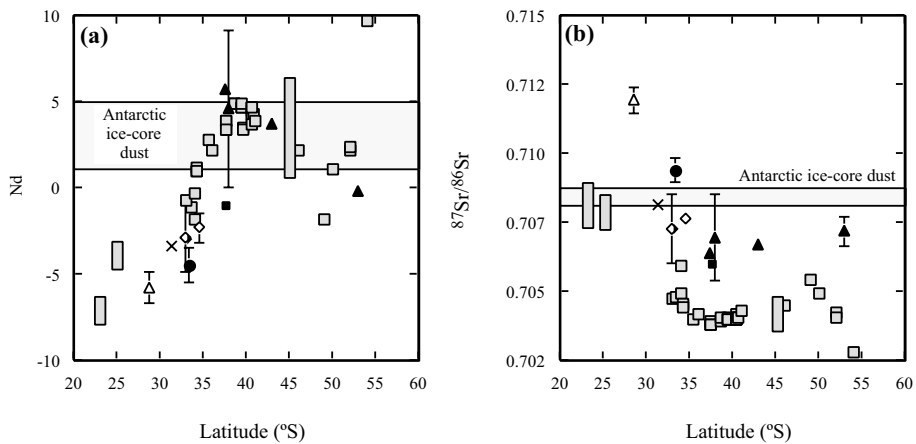 (a)
10
5
0
-5
-10
Nd
Antarctic
ice-core
dust
20 25 30 35 40 45 50 55 60
Latitude (ºS)
(b)
0.715
0.712
0.710
0.707
0.705
0.702
87Sr/86Sr
Antarctic ice-core dust
20 25 30 35 40 45 50 55 60
Latitude (ºS)